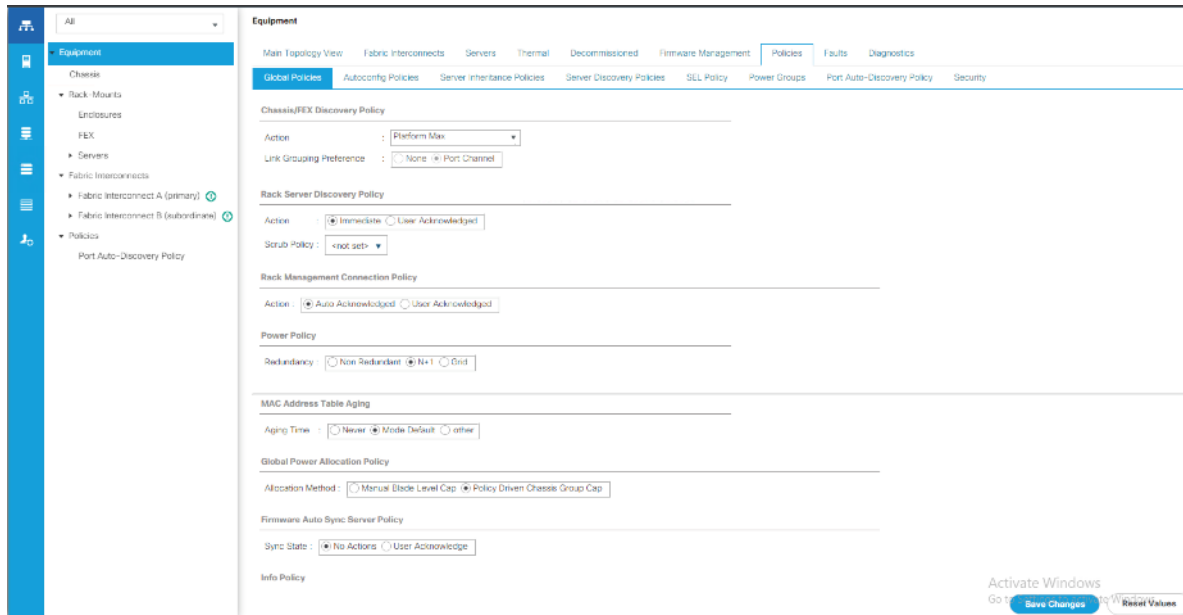 All
Equipment
Chassis
Rack-Mounts
Enclosures
FEX
Servers
Fabric Interconnects
Fabric Interconnect A (primary)
Fabric Interconnect B (subordinate)
Policies
Port Auto-Discovery Policy
Equipment
Main Topology View Fabric Interconnects Servers Thermal Decommissioned Firmware Management Policies Faults Diagnostics
Global Policies Autoconfig Policies Server Inheritance Policies Server Discovery Policies SEL Policy Power Groups Port Auto-Discovery Policy Security
Chassis/FEX Discovery Policy
Action : Platform Max
Link Grouping Preference : None Port Channel
Rack Server Discovery Policy
Action : Immediate User Acknowledged
Scrub Policy : <not set>
Rack Management Connection Policy
Action : Auto Acknowledged User Acknowledged
Power Policy
Redundancy : Non Redundant N+1 Grid
MAC Address Table Aging
Aging Time : Never Mode Default other
Global Power Allocation Policy
Allocation Method : Manual Blade Level Cap Policy Driven Chassis Group Cap
Firmware Auto Sync Server Policy
Sync State : No Actions User Acknowledge
Info Policy
Activate Windows
Go to Windows.
Save Changes Reset Values